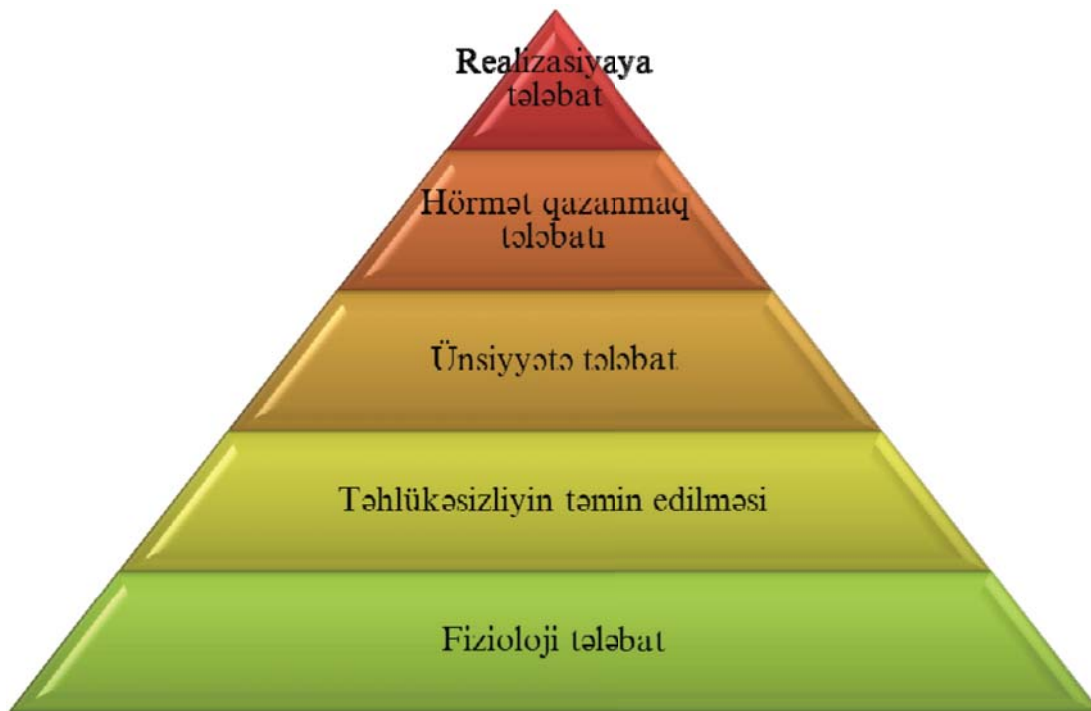 Realizasiyaya
tələbat
Hörmət qazanmaq
tələbatı
Ünsiyyətə tələbat
Təhlükəsizliyin təmin edilməsi
Fizioloji tələbat